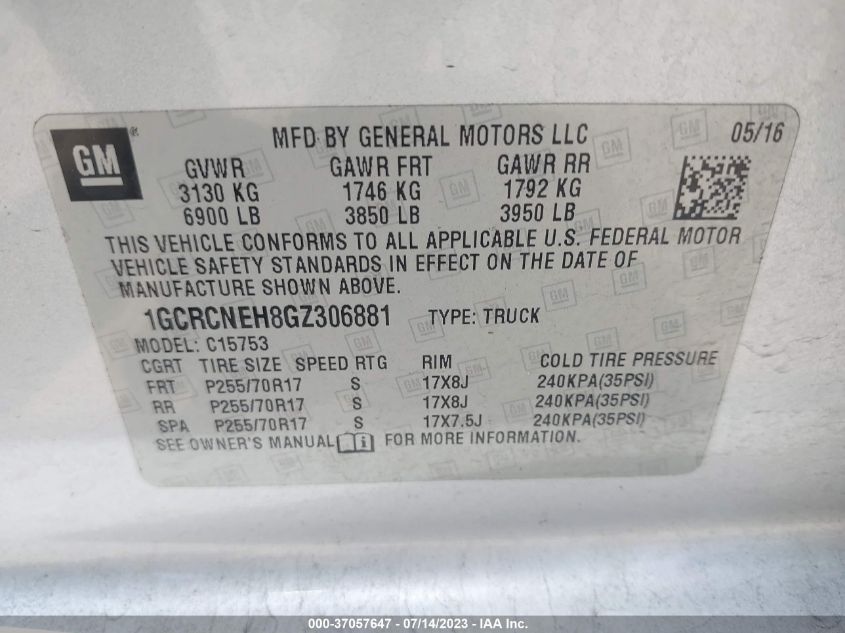 GM
MFD BY GENERAL MOTORS LLC 05/16
GVWR GAWR FRT GAWR RR
3130 KG 1746 KG 1792 KG
6900 LB 3850 LB 3950 LB
THIS VEHICLE CONFORMS TO ALL APPLICABLE U.S. FEDERAL MOTOR
VEHICLE SAFETY STANDARDS IN EFFECT ON THE DATE OF
MANUFACTURE SHOWN ABOVE.
1GCRCNEH8GZ306881 TYPE: TRUCK
MODEL: C15753
CGRT TIRE SIZE SPEED RTG RIM COLD TIRE PRESSURE
FRT P255/70R17 S 17X8J 240KPA(35PSI)
RR P255/70R17 S 17X8J 240KPA(35PSI)
SPA P255/70R17 S 17X7.5J 240KPA(35PSI)
SEE OWNER'S MANUAL FOR MORE INFORMATION.
000-37057647 - 07/14/2023 - IAA Inc.